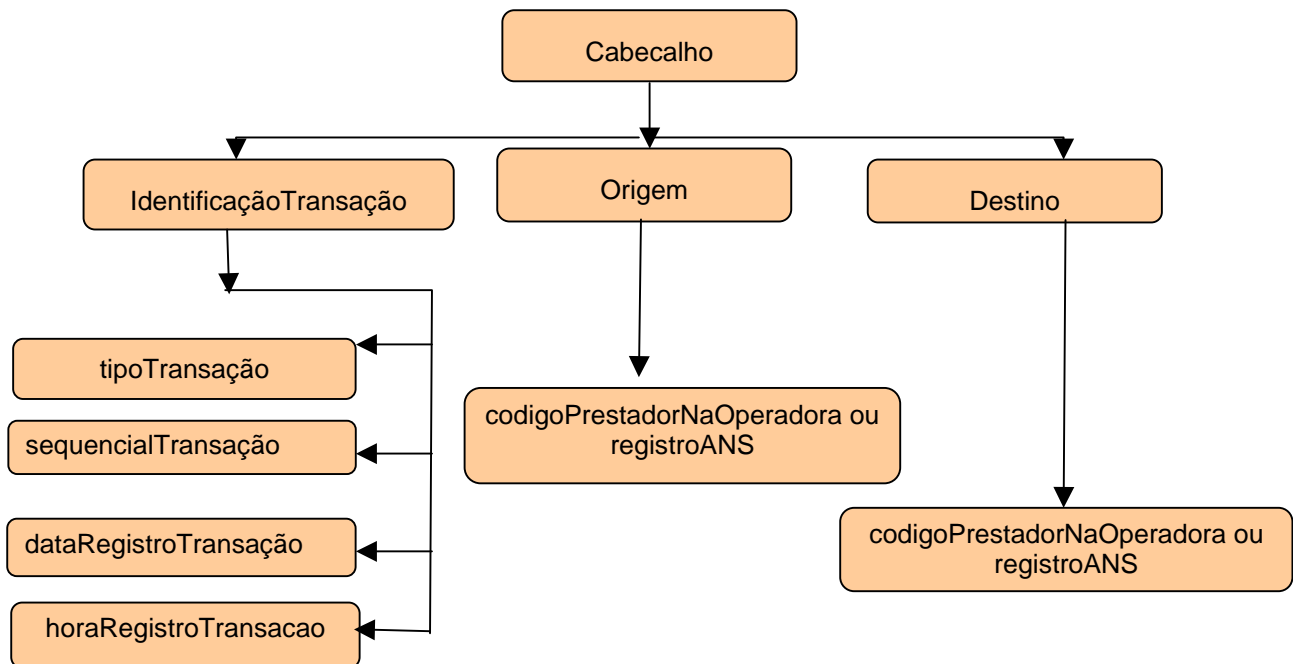 Cabecalho
IdentificaçãoTransação
Origem
Destino
tipoTransação
sequencialTransação
dataRegistroTransação
horaRegistroTransacao
codigoPrestadorNaOperadora ou
registroANS
codigoPrestadorNaOperadora ou
registroANS